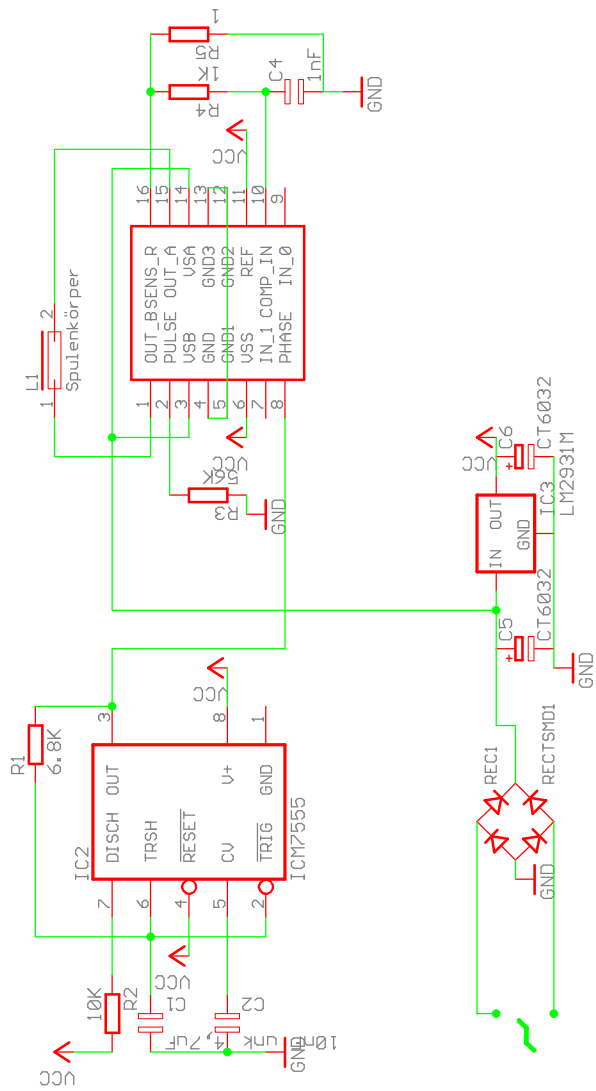 1
R5
1K
R4
C4
1nF
GND
VCC
16
15
14
13
12
11
10
9
OUT_B
SENS_R
PULSE
OUT_A
VSB
VSA
GND
GND3
GND1
GND2
VSS
REF
IN_1
COMP_IN
PHASE
IN_0
1
2
3
4
5
6
7
8
L1
Spulenkörper
1
2
VCC
56K
R3
GND
VCC
C6
CT6032
+
IC3
LM2931M
OUT
GND
IN
C5
CT6032
+
GND
R1
6.8K
3
VCC
8
1
IC2
ICM7555
DISCH
OUT
TRSH
RESET
CV
V+
TRIG
GND
7
6
4
5
2
REC1
RECTSMD1
GND
VCC
10K
R2
C1
C2
4,7uF
GND
VCC